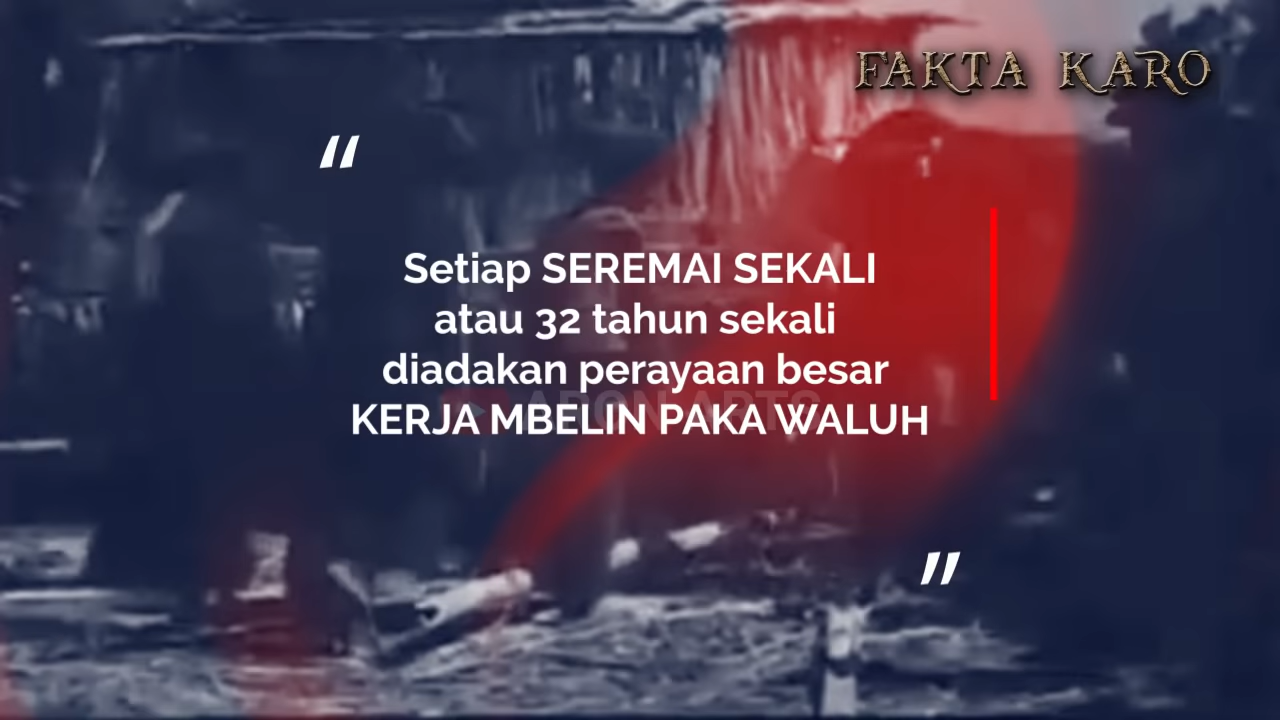 FAKTA KARO
“
Setiap SEREMAI SEKALI
atau 32 tahun sekali
diadakan perayaan besar
KERJA MBELIN PAKA WALUH
”